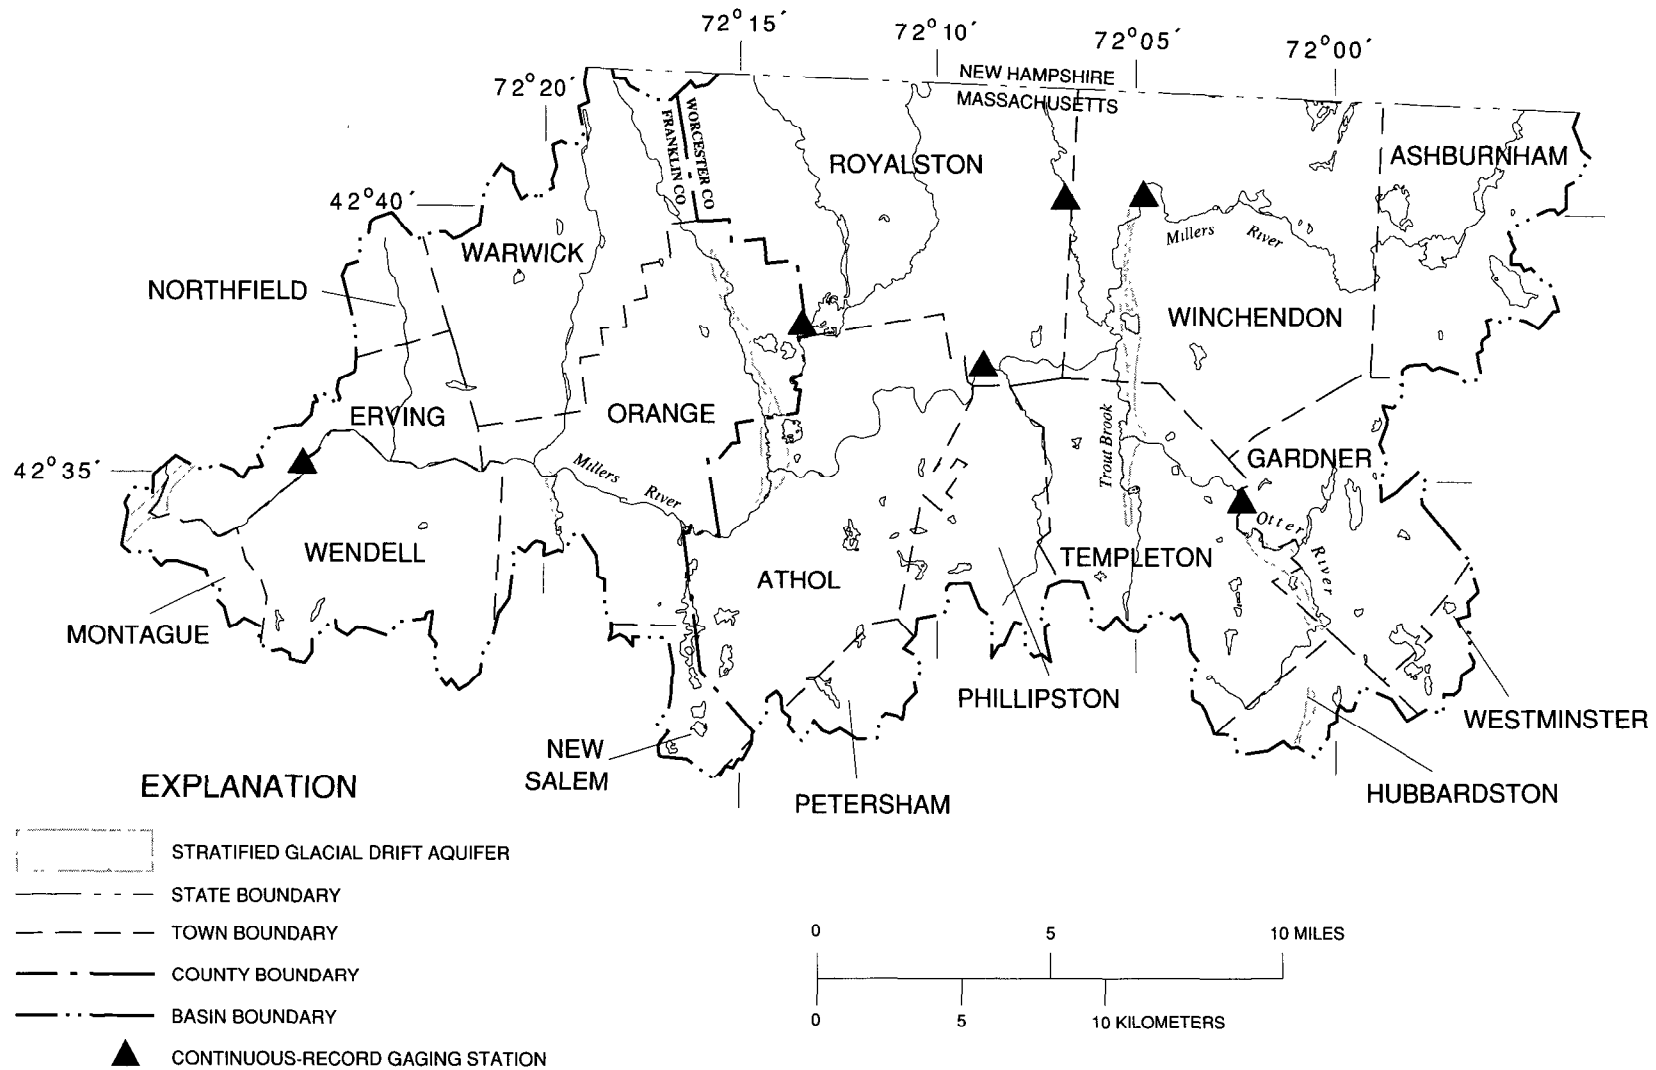 72°15´
72°10´
72°05´
72°00´
72°20´
NEW HAMPSHIRE
MASSACHUSETTS
WORCESTER CO
FRANKLIN CO
ROYALSTON
ASHBURNHAM
42°40´
WARWICK
Millers River
NORTHFIELD
WINCHENDON
ERVING
ORANGE
Trout Brook
GARDNER
42°35´
Millers River
Otter River
WENDELL
ATHOL
TEMPLETON
MONTAGUE
PHILLIPSTON
WESTMINSTER
NEW
SALEM
PETERSHAM
HUBBARDSTON
EXPLANATION
STRATIFIED GLACIAL DRIFT AQUIFER
STATE BOUNDARY
TOWN BOUNDARY
COUNTY BOUNDARY
BASIN BOUNDARY
CONTINUOUS-RECORD GAGING STATION
0 5 10 MILES
0 5 10 KILOMETERS